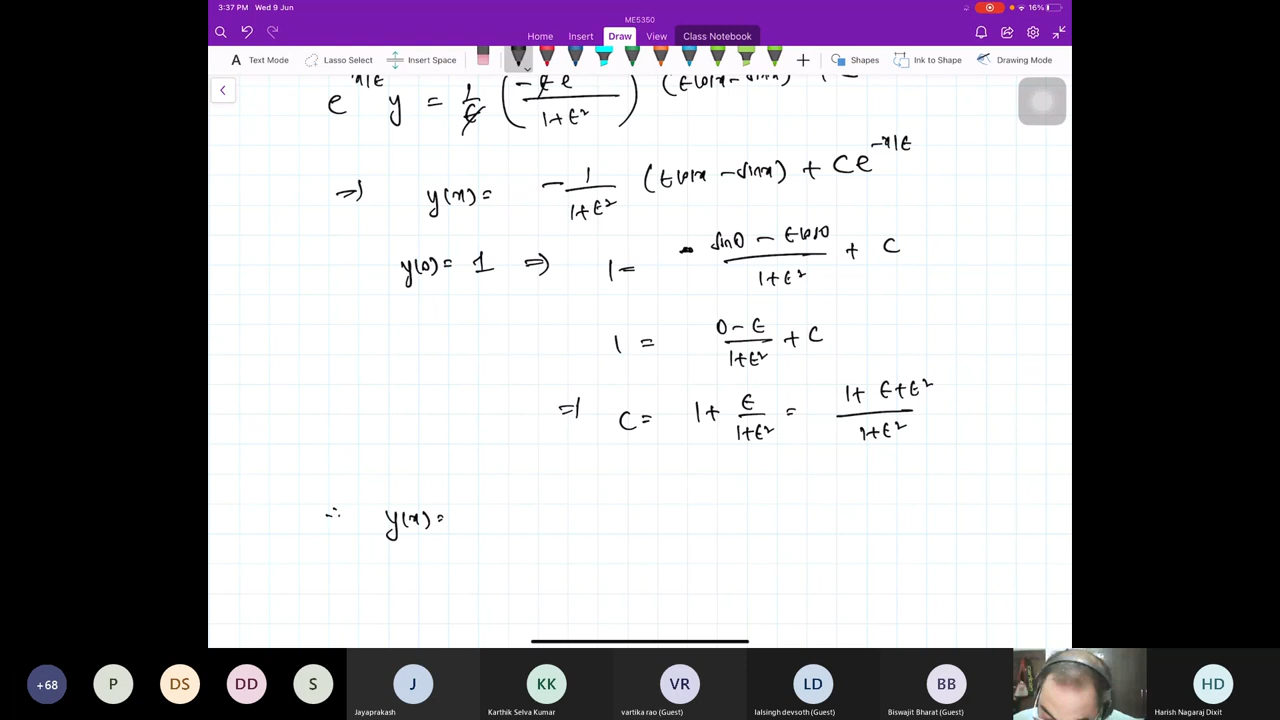 3:37 PM Wed 9 Jun
16%
ME5350
Home Insert Draw View Class Notebook
Text Mode Lasso Select Insert Space Shapes Ink to Shape Drawing Mode
e^{x/ε} y = 1/ε ( -ε e / 1+ε² ) (ε cos x - sin x) +
⇒ y(x) = - 1/1+ε² (ε cos x - sin x) + C e^{-x/ε}
y(0) = 1 ⇒ 1 = sin 0 - ε cos 0 / 1+ε² + C
1 = 0 - ε / 1+ε² + C
⇒ C = 1 + ε / 1+ε² = 1 + ε + ε² / 1+ε²
∴ y(x) =
+68 P DS DD S J KK VR LD BB HD
Jayaprakash Karthik Selva Kumar vartika rao (Guest) lalsingh devsoth (Guest) Biswajit Bharat (Guest) Harish Nagaraj Dixit